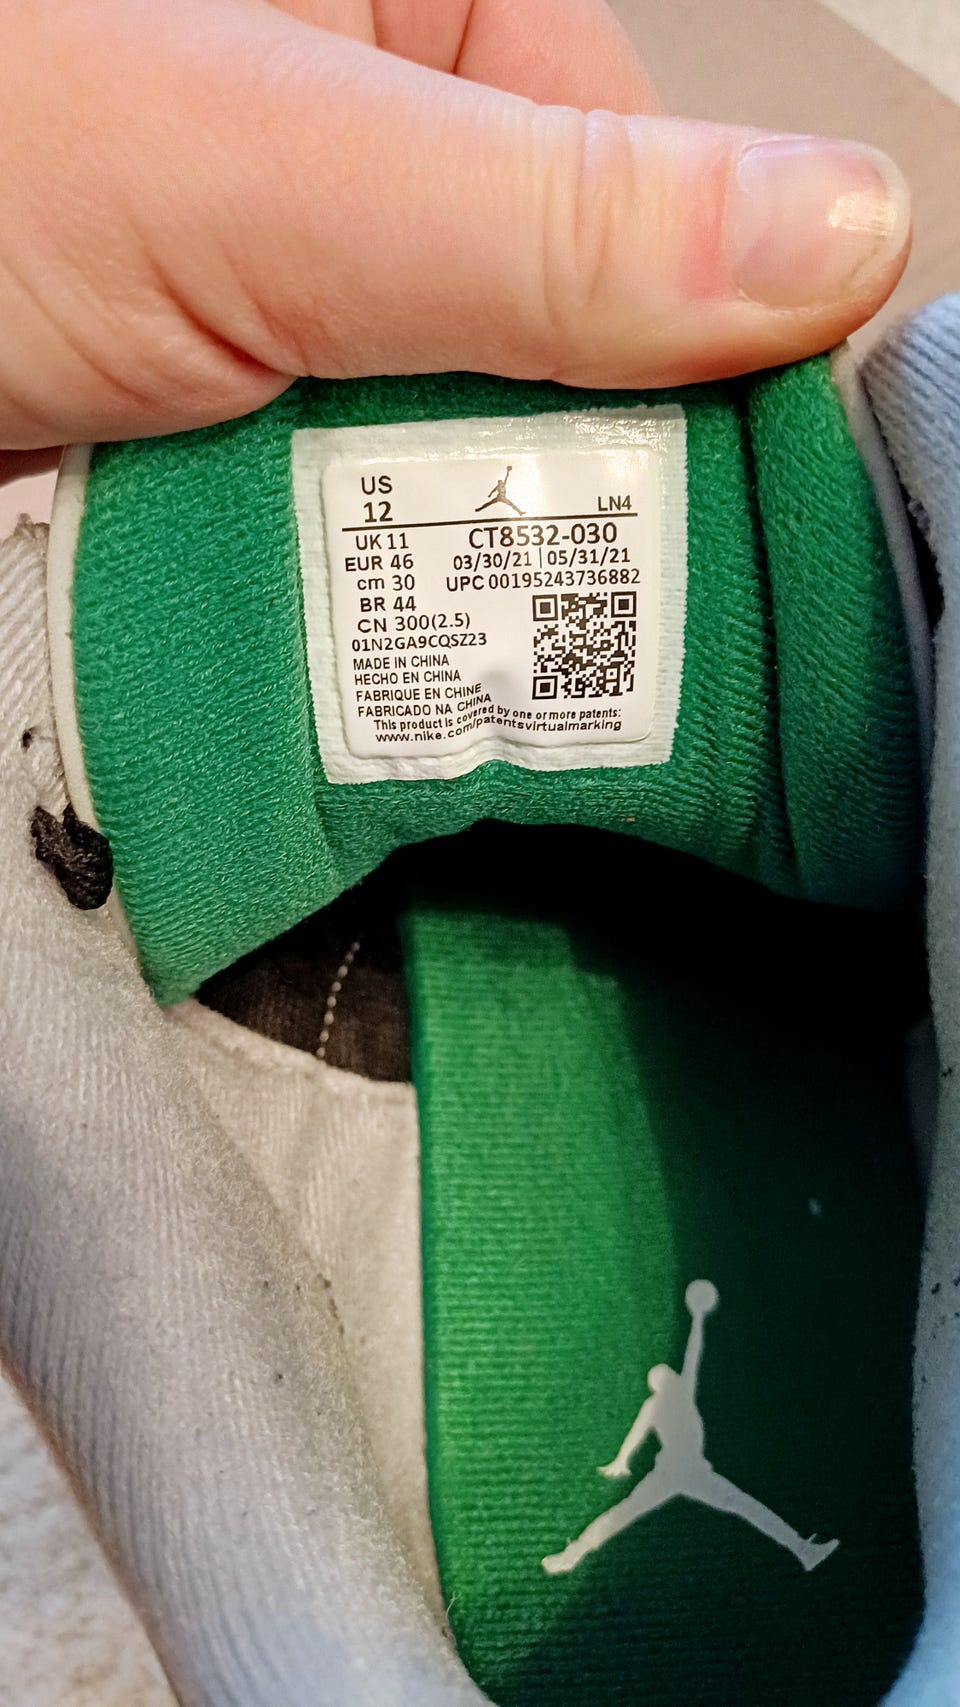 US
12
LN4
UK 11
CT8532-030
EUR 46
03/30/21 | 05/31/21
cm 30
UPC 00195243736882
BR 44
CN 300(2.5)
01N2GA9CQSZ23
MADE IN CHINA
HECHO EN CHINA
FABRIQUE EN CHINE
FABRICADO NA CHINA
This product is covered by one or more patents:
www.nike.com/patentsvirtualmarking